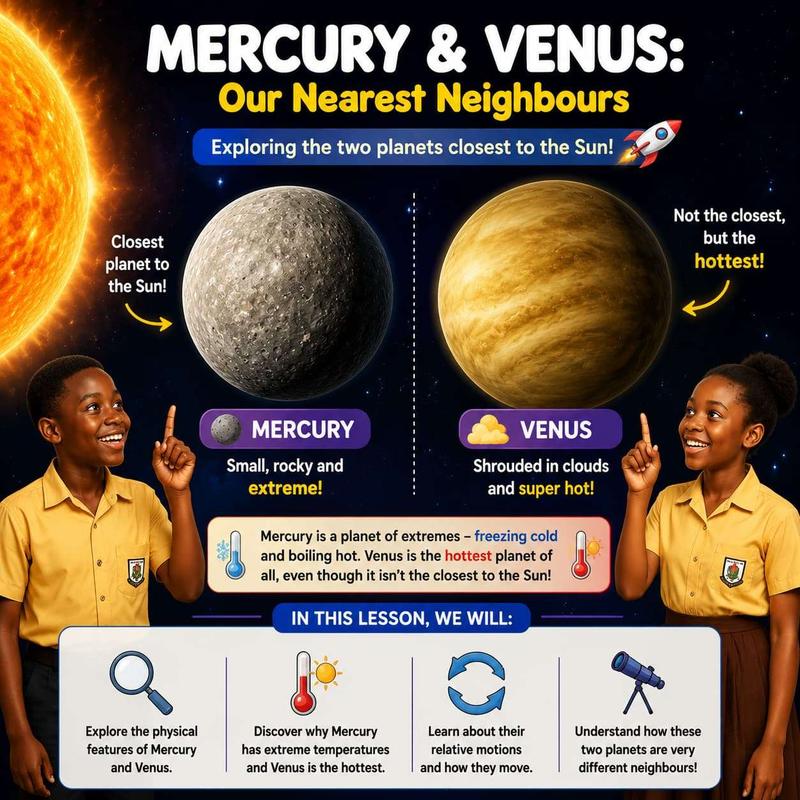 MERCURY & VENUS:
Our Nearest Neighbours
Exploring the two planets closest to the Sun!
Closest
planet to
the Sun!
Not the closest,
but the
hottest!
MERCURY
Small, rocky and
extreme!
VENUS
Shrouded in clouds
and super hot!
Mercury is a planet of extremes – freezing cold
and boiling hot. Venus is the hottest planet of
all, even though it isn't the closest to the Sun!
IN THIS LESSON, WE WILL:
Explore the physical
features of Mercury
and Venus.
Discover why Mercury
has extreme temperatures
and Venus is the hottest.
Learn about their
relative motions
and how they move.
Understand how these
two planets are very
different neighbours!